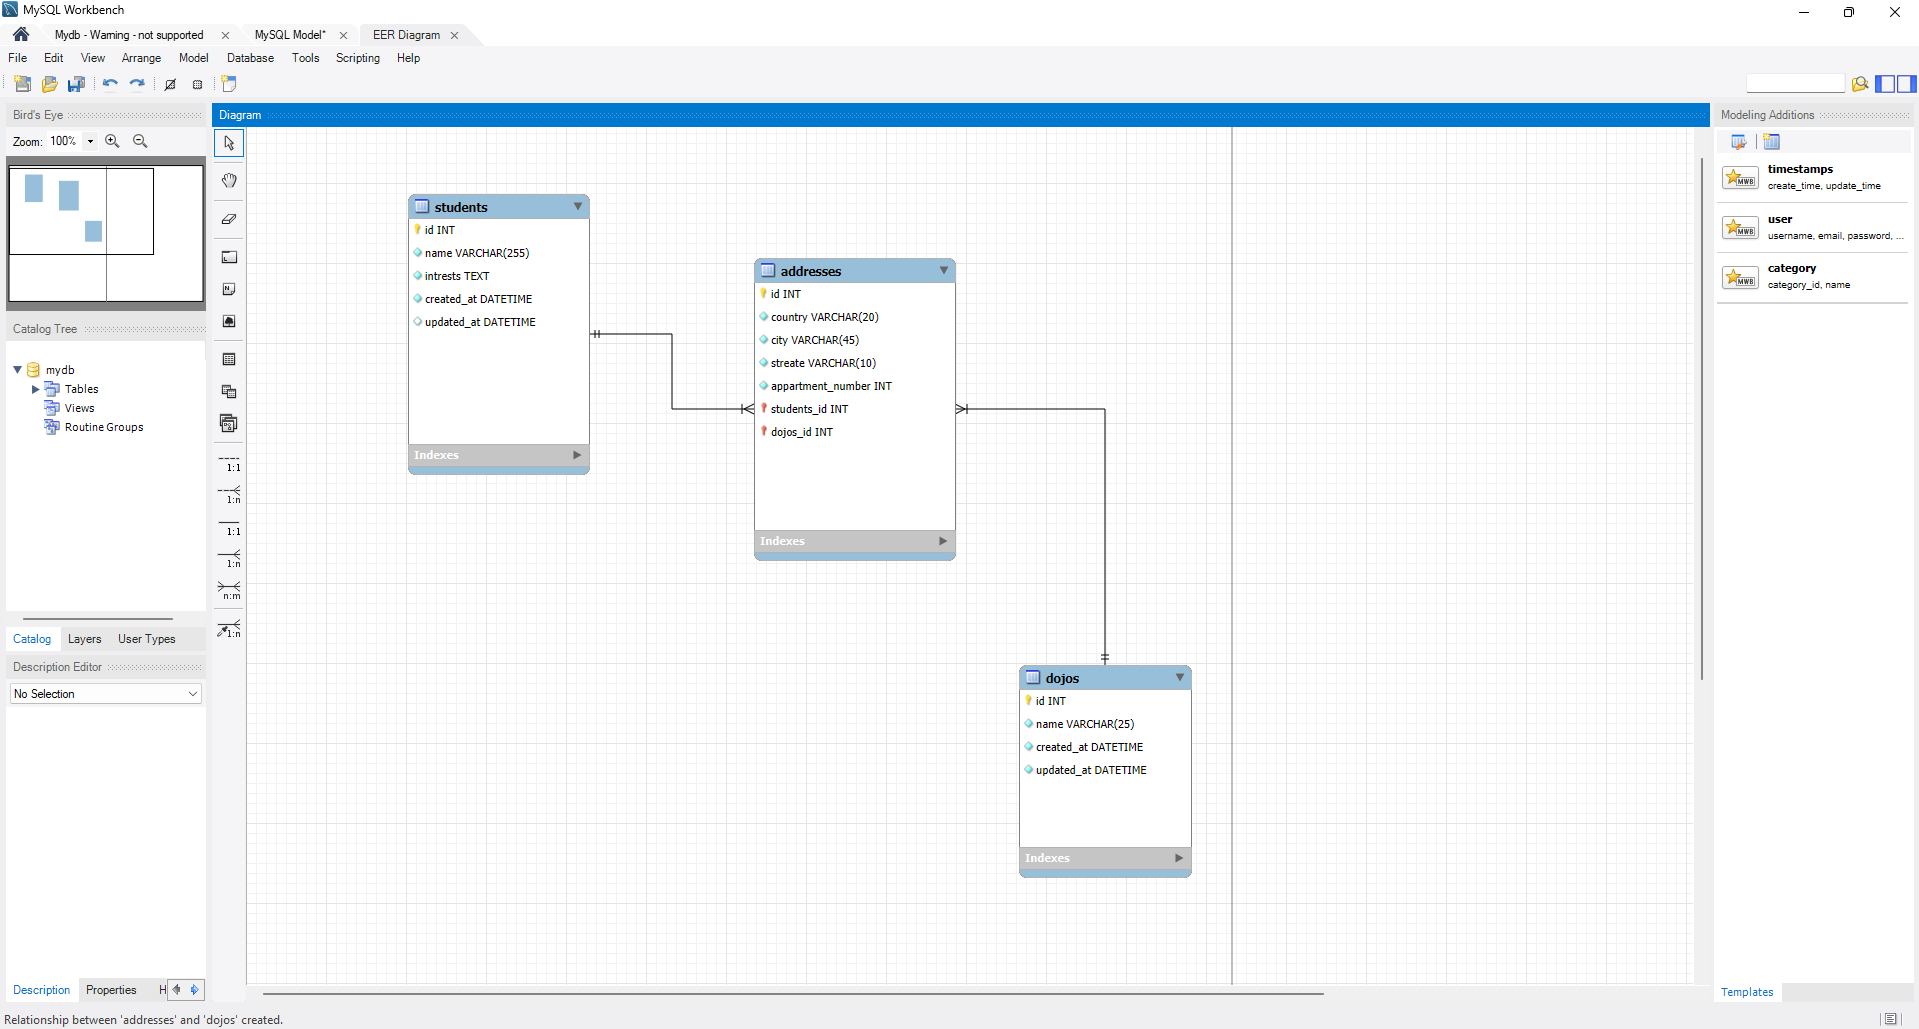 MySQL Workbench
Mydb - Warning - not supported
MySQL Model*
EER Diagram
File Edit View Arrange Model Database Tools Scripting Help
Bird's Eye
Zoom: 100%
Catalog Tree
mydb
Tables
Views
Routine Groups
Catalog Layers User Types
Description Editor
No Selection
Description Properties H
Diagram
1:1
1:n
1:1
1:n
n:m
1:n
students
id INT
name VARCHAR(255)
intrests TEXT
created_at DATETIME
updated_at DATETIME
Indexes
addresses
id INT
country VARCHAR(20)
city VARCHAR(45)
streate VARCHAR(10)
appartment_number INT
students_id INT
dojos_id INT
Indexes
dojos
id INT
name VARCHAR(25)
created_at DATETIME
updated_at DATETIME
Indexes
Modeling Additions
MWB
timestamps
create_time, update_time
MWB
user
username, email, password, ...
MWB
category
category_id, name
Templates
Relationship between 'addresses' and 'dojos' created.